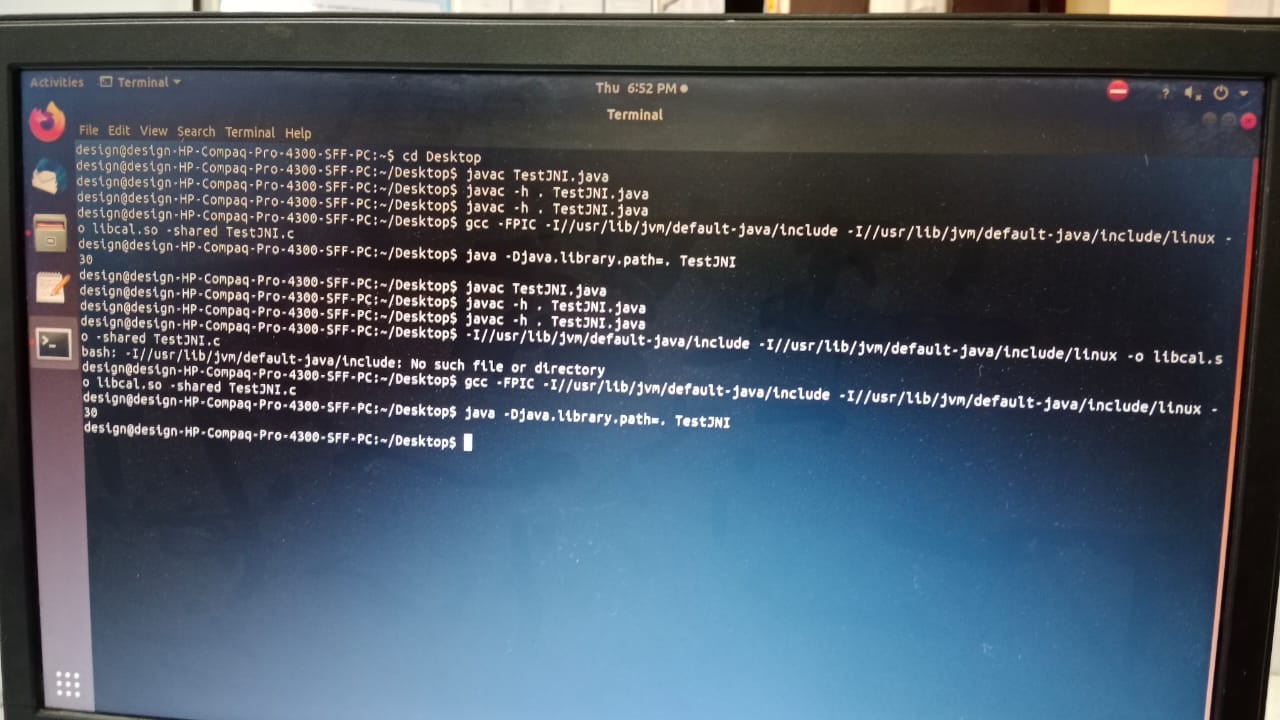 Activities Terminal Thu 6:52 PM ?
Terminal
File Edit View Search Terminal Help
design@design-HP-Compaq-Pro-4300-SFF-PC:~$ cd Desktop
design@design-HP-Compaq-Pro-4300-SFF-PC:~/Desktop$ javac TestJNI.java
design@design-HP-Compaq-Pro-4300-SFF-PC:~/Desktop$ javac -h . TestJNI.java
design@design-HP-Compaq-Pro-4300-SFF-PC:~/Desktop$ javac -h . TestJNI.java
design@design-HP-Compaq-Pro-4300-SFF-PC:~/Desktop$ gcc -FPIC -I//usr/lib/jvm/default-java/include -I//usr/lib/jvm/default-java/include/linux -
o libcal.so -shared TestJNI.c
design@design-HP-Compaq-Pro-4300-SFF-PC:~/Desktop$ java -Djava.library.path=. TestJNI
30
design@design-HP-Compaq-Pro-4300-SFF-PC:~/Desktop$ javac TestJNI.java
design@design-HP-Compaq-Pro-4300-SFF-PC:~/Desktop$ javac -h . TestJNI.java
design@design-HP-Compaq-Pro-4300-SFF-PC:~/Desktop$ javac -h . TestJNI.java
design@design-HP-Compaq-Pro-4300-SFF-PC:~/Desktop$ -I//usr/lib/jvm/default-java/include -I//usr/lib/jvm/default-java/include/linux -o libcal.s
o -shared TestJNI.c
bash: -I//usr/lib/jvm/default-java/include: No such file or directory
design@design-HP-Compaq-Pro-4300-SFF-PC:~/Desktop$ gcc -FPIC -I//usr/lib/jvm/default-java/include -I//usr/lib/jvm/default-java/include/linux -
o libcal.so -shared TestJNI.c
design@design-HP-Compaq-Pro-4300-SFF-PC:~/Desktop$ java -Djava.library.path=. TestJNI
30
design@design-HP-Compaq-Pro-4300-SFF-PC:~/Desktop$